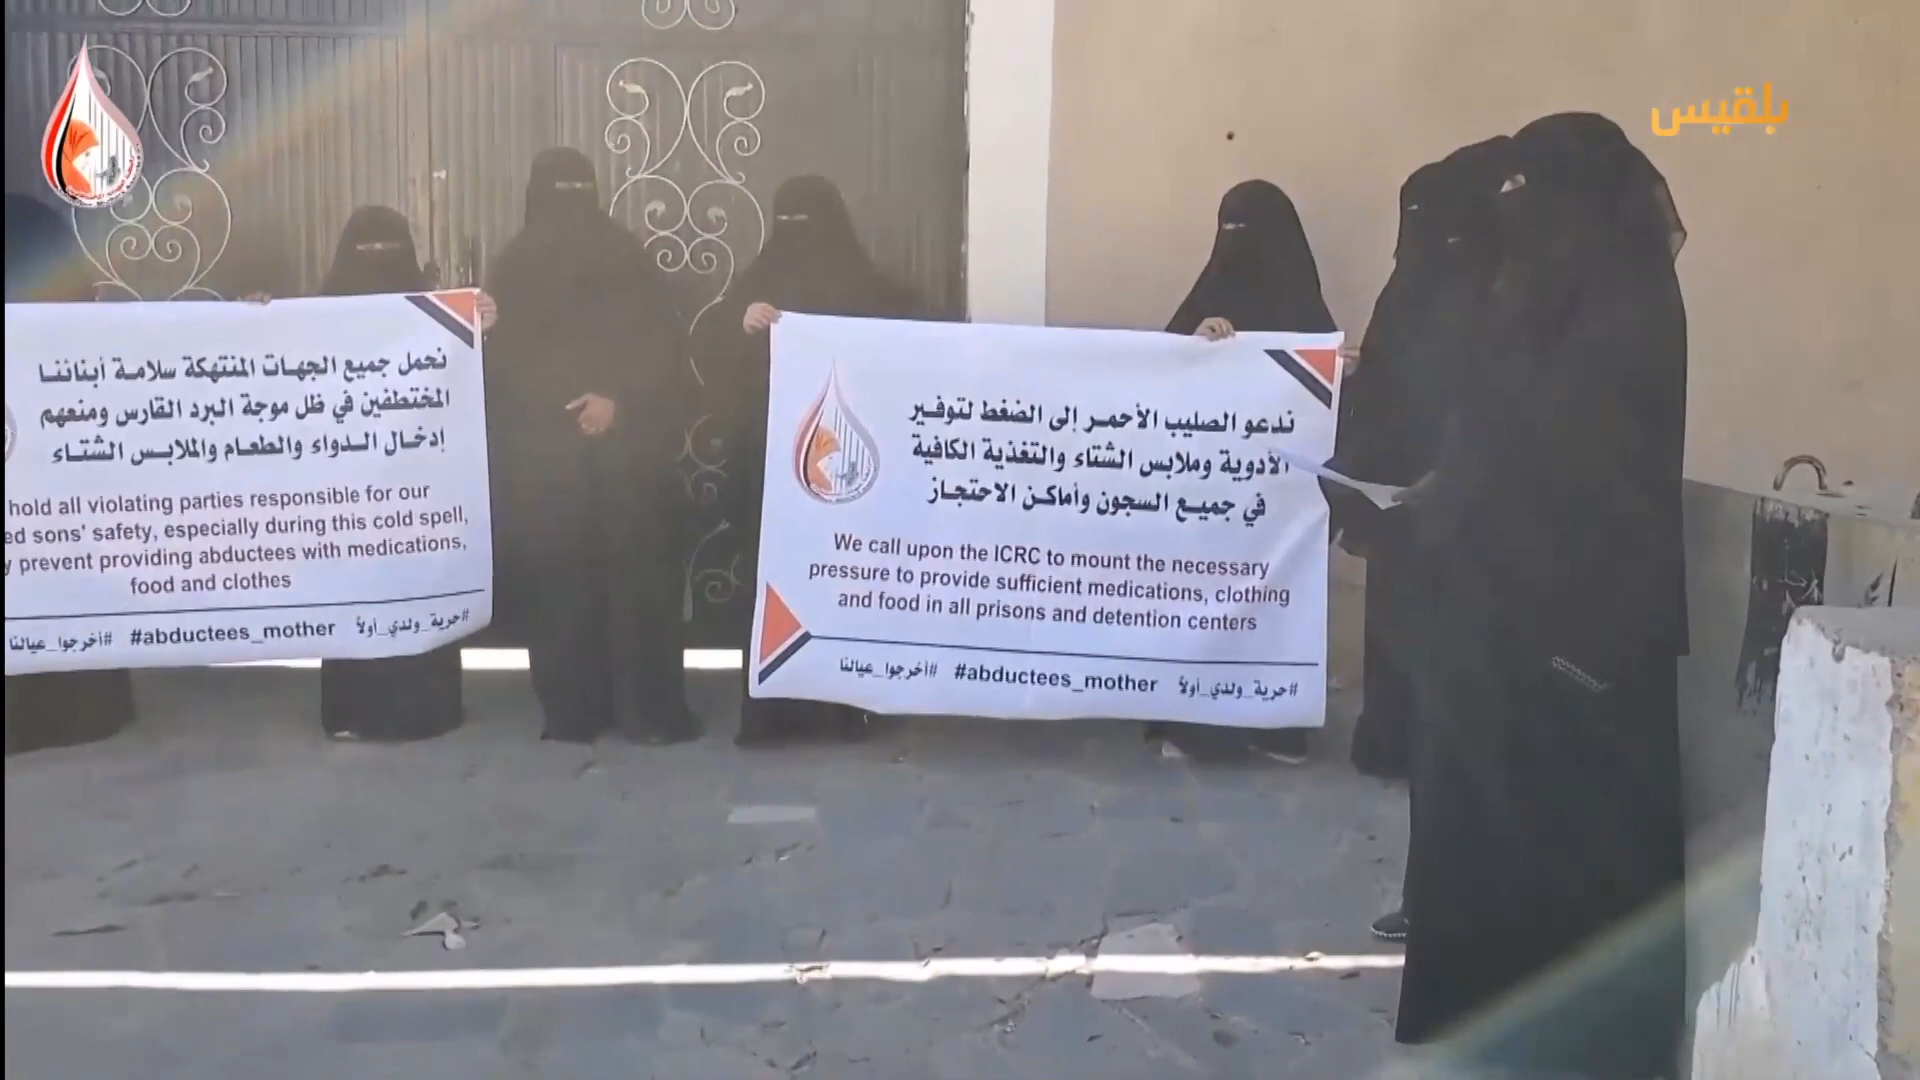 بلقيس
نحمل جميع الجهات المنتهكة سلامة أبنائنا
المختطفين في ظل موجة البرد القارس ومنعهم
إدخال الدواء والطعام والملابس الشتاء
hold all violating parties responsible for our
ed sons' safety, especially during this cold spell,
y prevent providing abductees with medications,
food and clothes
#أخرجوا_عيالنا #abductees_mother #حرية_ولدي_أولاً
ندعو الصليب الأحمر إلى الضغط لتوفير
الأدوية وملابس الشتاء والتغذية الكافية
في جميع السجون وأماكن الاحتجاز
We call upon the ICRC to mount the necessary
pressure to provide sufficient medications, clothing
and food in all prisons and detention centers
#أخرجوا_عيالنا #abductees_mother #حرية_ولدي_أولاً